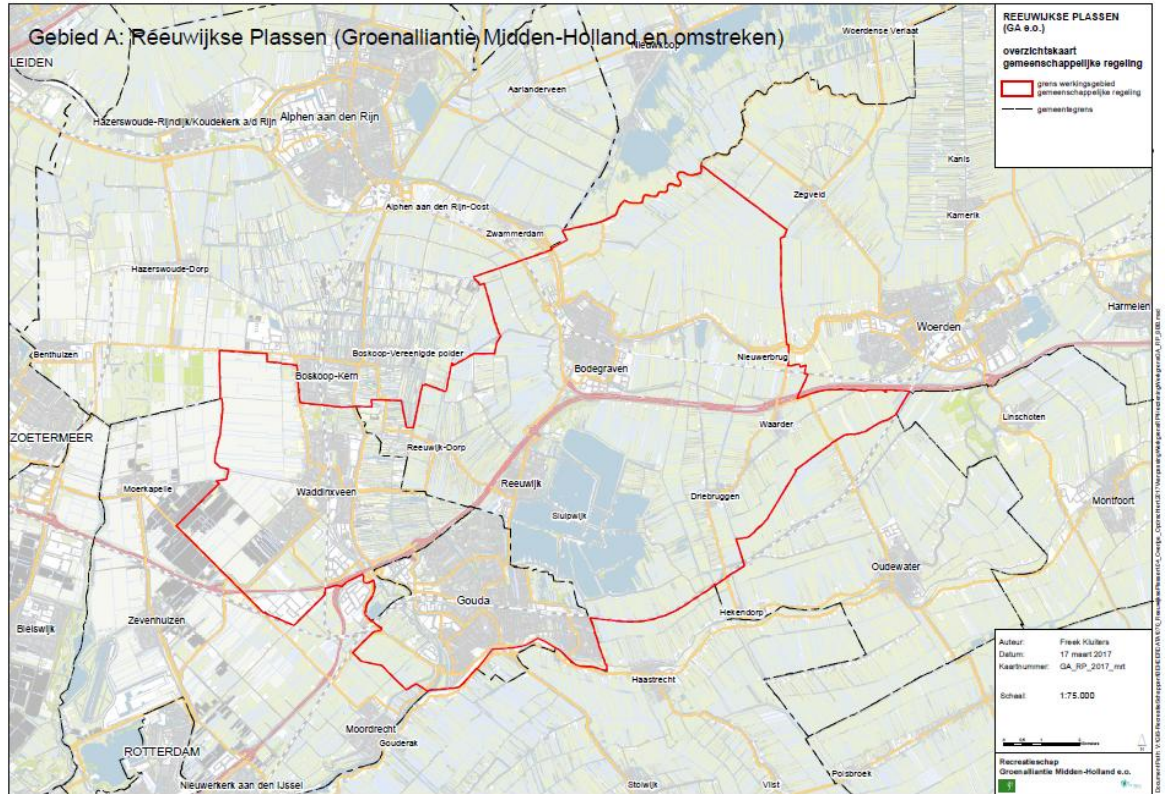 Gebied A: Reeuwijkse Plassen (Groenalliantie Midden-Holland en omstreken)
REEUWIJKSE PLASSEN
(GA e.o.)
overzichtskaart
gemeenschappelijke regeling
grens werkingsgebied
gemeenschappelijke regeling
gemeentegrens
LEIDEN
Nieuwkoop
Woerdense Verlaat
Aarlanderveen
Hazerswoude-Rijndijk/Koudekerk a/d Rijn
Alphen aan den Rijn
Kanis
Zegveld
Alphen aan den Rijn-Oost
Kamerik
Zwammerdam
Hazerswoude-Dorp
Harmelen
Woerden
Benthuizen
Boskoop-Vereenigde polder
Nieuwerbrug
Boskoop-Kern
Bodegraven
Linschoten
Waarder
ZOETERMEER
Reeuwijk-Dorp
Moerkapelle
Waddinxveen
Reeuwijk
Driebruggen
Montfoort
Sluipwijk
Oudewater
Gouda
Hekendorp
Zevenhuizen
Bleiswijk
Haastrecht
Moordrecht
Gouderak
ROTTERDAM
Polsbroek
Nieuwerkerk aan den IJssel
Stolwijk
Vlist
Auteur: Freek Kluiters
Datum: 17 maart 2017
Kaartnummer: GA_RP_2017_mrt
Schaal: 1:75.000
Recreatieschap
Groenalliantie Midden-Holland e.o.